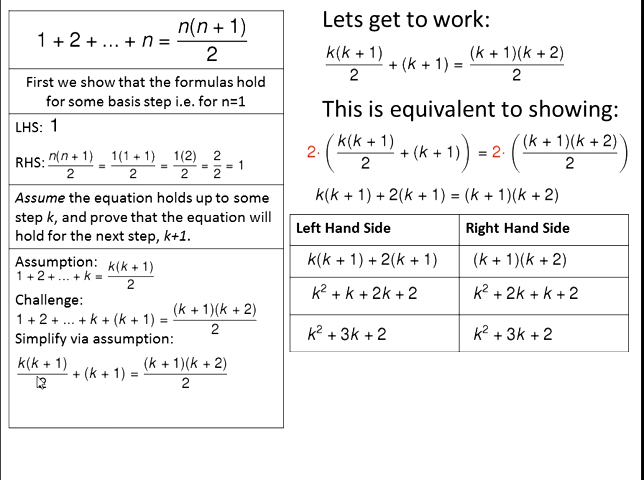 1 + 2 + ... + n = n(n + 1)/2
First we show that the formulas hold
for some basis step i.e. for n=1
LHS: 1
RHS: n(n + 1)/2 = 1(1 + 1)/2 = 1(2)/2 = 2/2 = 1
Assume the equation holds up to some
step k, and prove that the equation will
hold for the next step, k+1.
Assumption:
1 + 2 + ... + k = k(k + 1)/2
Challenge:
1 + 2 + ... + k + (k + 1) = (k + 1)(k + 2)/2
Simplify via assumption:
k(k + 1)/2 + (k + 1) = (k + 1)(k + 2)/2
Lets get to work:
k(k + 1)/2 + (k + 1) = (k + 1)(k + 2)/2
This is equivalent to showing:
2· (k(k + 1)/2 + (k + 1)) = 2· ((k + 1)(k + 2)/2)
k(k + 1) + 2(k + 1) = (k + 1)(k + 2)
Left Hand Side Right Hand Side
k(k + 1) + 2(k + 1) (k + 1)(k + 2)
k² + k + 2k + 2 k² + 2k + k + 2
k² + 3k + 2 k² + 3k + 2